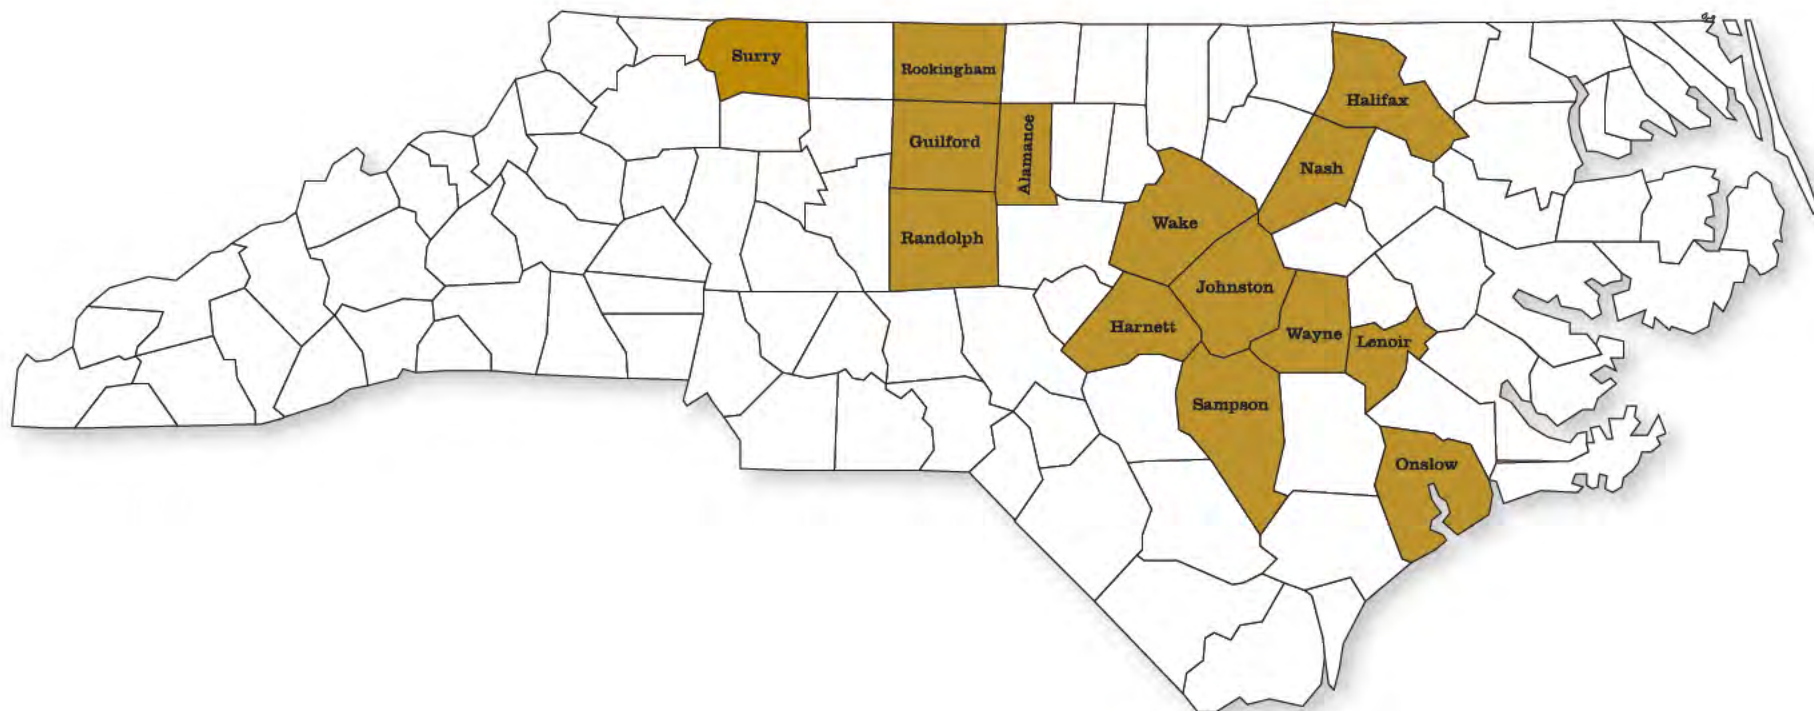 Surry
Rockingham
Halifax
Guilford
Alamance
Nash
Wake
Randolph
Johnston
Harnett
Wayne
Lenoir
Sampson
Onslow